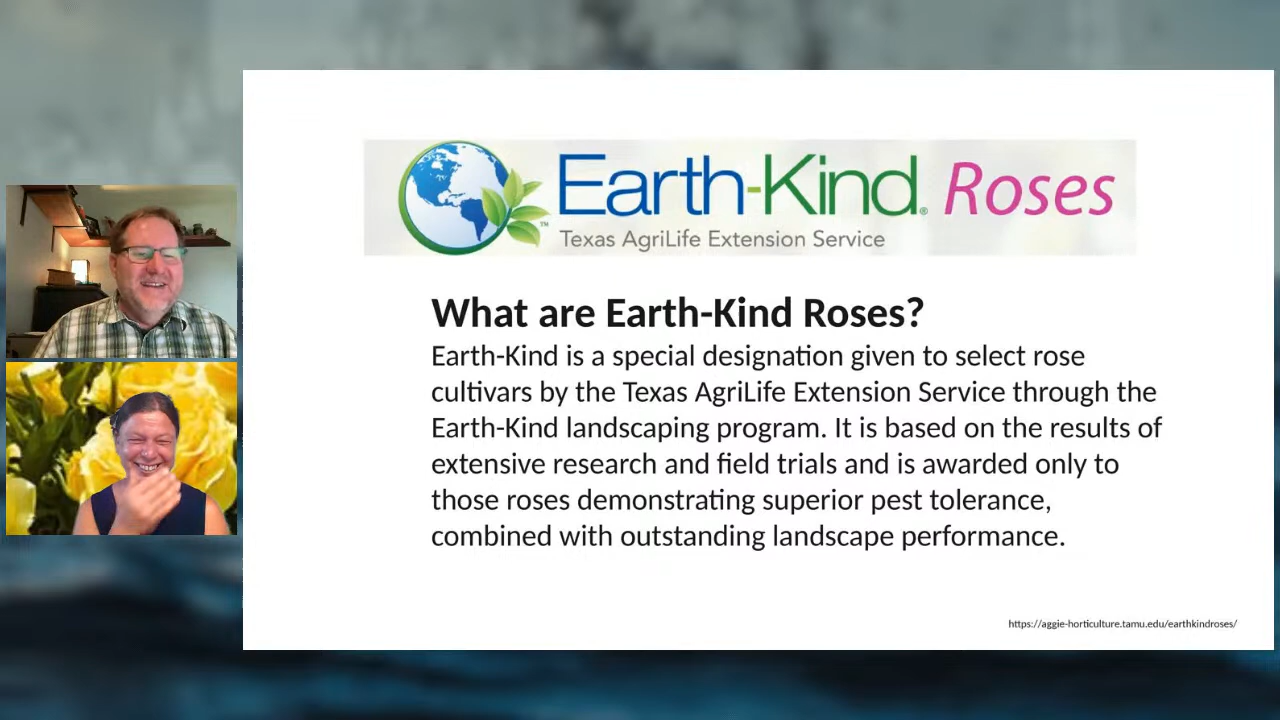 Earth-Kind® Roses
™
Texas AgriLife Extension Service
What are Earth-Kind Roses?
Earth-Kind is a special designation given to select rose
cultivars by the Texas AgriLife Extension Service through the
Earth-Kind landscaping program. It is based on the results of
extensive research and field trials and is awarded only to
those roses demonstrating superior pest tolerance,
combined with outstanding landscape performance.
https://aggie-horticulture.tamu.edu/earthkindroses/